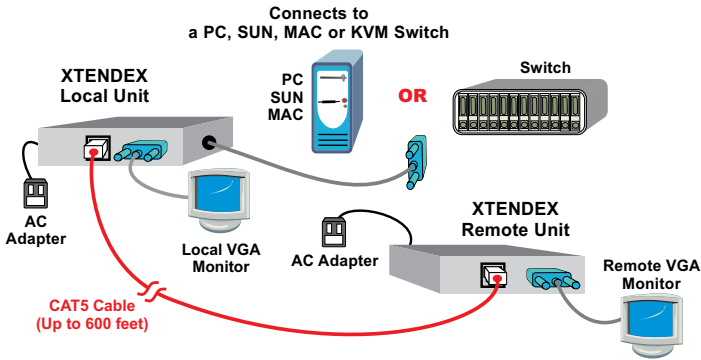 Connects to
a PC, SUN, MAC or KVM Switch
XTENDEX
Local Unit
PC
SUN
MAC
OR
Switch
AC
Adapter
Local VGA
Monitor
XTENDEX
Remote Unit
AC Adapter
Remote VGA
Monitor
CAT5 Cable
(Up to 600 feet)